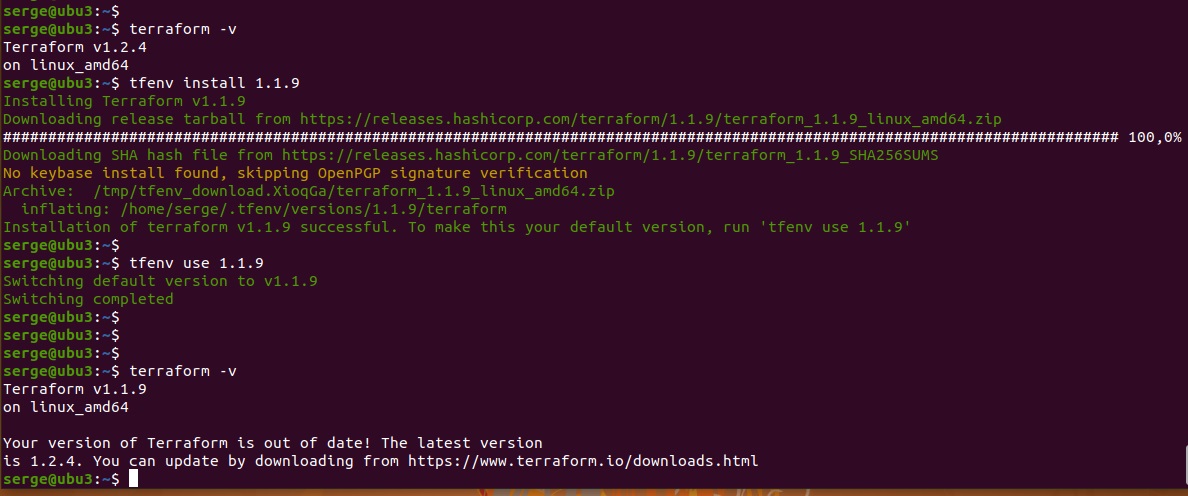 serge@ubu3:~$
serge@ubu3:~$ terraform -v
Terraform v1.2.4
on linux_amd64
serge@ubu3:~$ tfenv install 1.1.9
Installing Terraform v1.1.9
Downloading release tarball from https://releases.hashicorp.com/terraform/1.1.9/terraform_1.1.9_linux_amd64.zip
############################################################################################################################ 100,0%
Downloading SHA hash file from https://releases.hashicorp.com/terraform/1.1.9/terraform_1.1.9_SHA256SUMS
No keybase install found, skipping OpenPGP signature verification
Archive:  /tmp/tfenv_download.XioqGa/terraform_1.1.9_linux_amd64.zip
  inflating: /home/serge/.tfenv/versions/1.1.9/terraform
Installation of terraform v1.1.9 successful. To make this your default version, run 'tfenv use 1.1.9'
serge@ubu3:~$
serge@ubu3:~$ tfenv use 1.1.9
Switching default version to v1.1.9
Switching completed
serge@ubu3:~$
serge@ubu3:~$
serge@ubu3:~$
serge@ubu3:~$ terraform -v
Terraform v1.1.9
on linux_amd64

Your version of Terraform is out of date! The latest version
is 1.2.4. You can update by downloading from https://www.terraform.io/downloads.html
serge@ubu3:~$